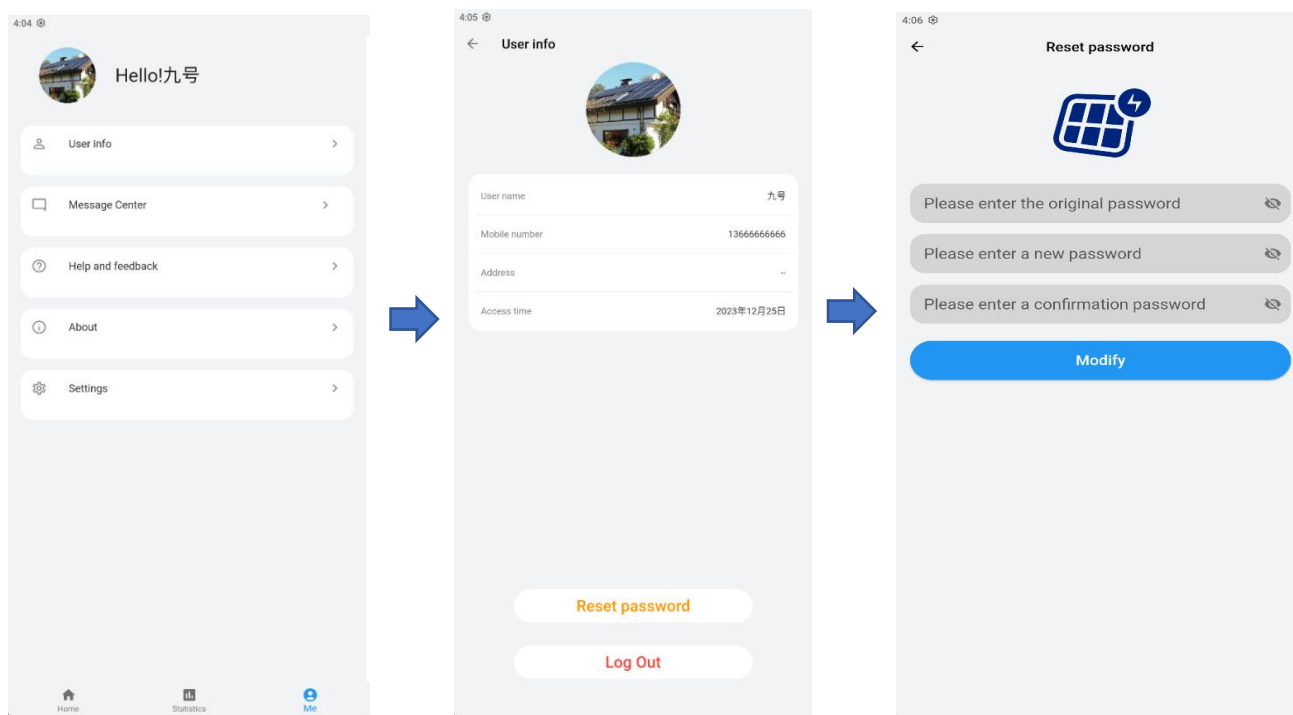 4:04
Hello!九号
User info
Message Center
Help and feedback
About
Settings
Home
Statistics
Me
4:05
User info
User name
九号
Mobile number
13666666666
Address
--
Access time
2023年12月25日
Reset password
Log Out
4:06
Reset password
Please enter the original password
Please enter a new password
Please enter a confirmation password
Modify